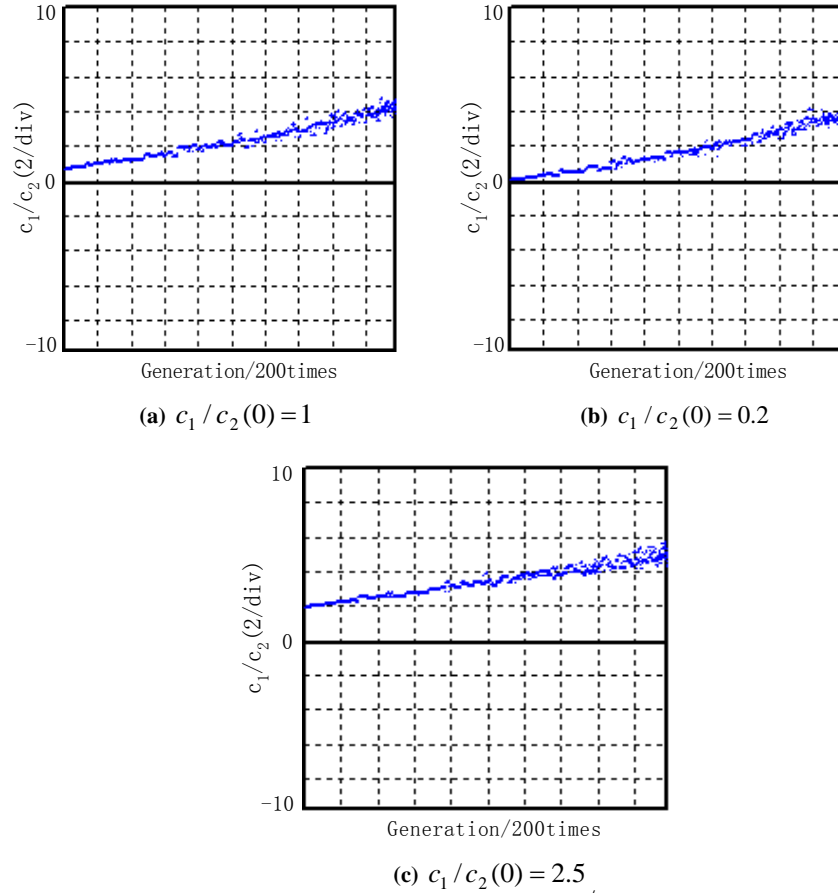 10
c₁/c₂(2/div)
0
-10
Generation/200times
(a) c₁ / c₂(0) = 1
10
c₁/c₂(2/div)
0
-10
Generation/200times
(b) c₁ / c₂(0) = 0.2
10
c₁/c₂(2/div)
0
-10
Generation/200times
(c) c₁ / c₂(0) = 2.5